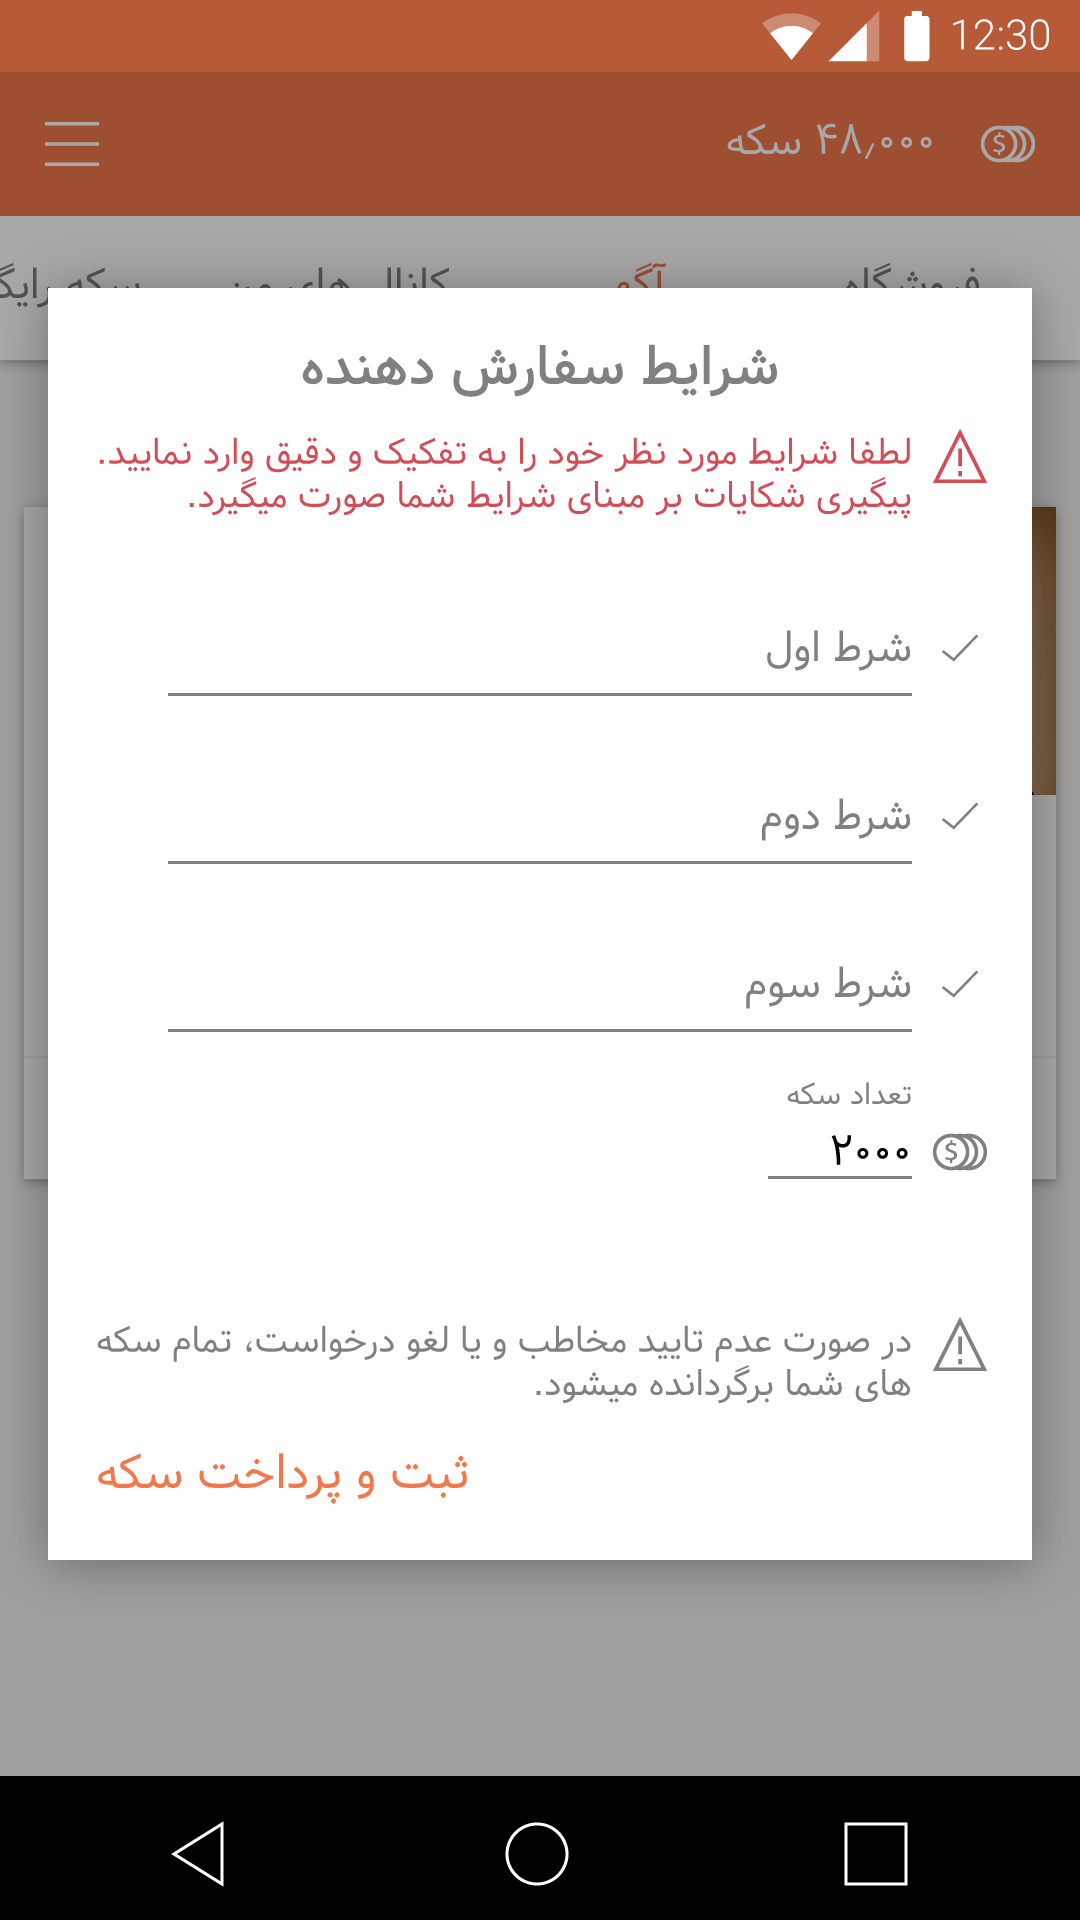 12:30
۴۸٫۰۰۰ سکه
فروشگاه
کانال های من
شرایط سفارش دهنده
لطفا شرایط مورد نظر خود را به تفکیک و دقیق وارد نمایید.
پیگیری شکایات بر مبنای شرایط شما صورت میگیرد.
شرط اول
شرط دوم
شرط سوم
تعداد سکه
۲۰۰۰
در صورت عدم تایید مخاطب و یا لغو درخواست، تمام سکه
های شما برگردانده میشود.
ثبت و پرداخت سکه